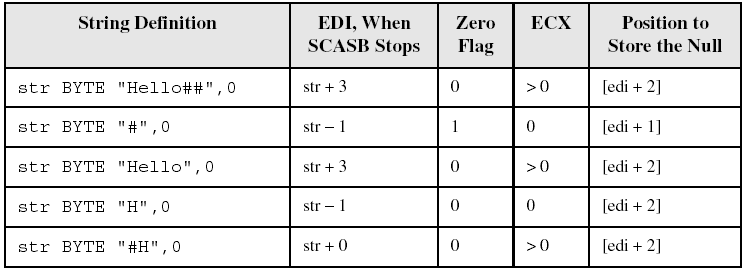 String Definition
EDI, When
SCASB Stops
Zero
Flag
ECX
Position to
Store the Null
str BYTE "Hello##",0
str + 3
0
> 0
[edi + 2]
str BYTE "#",0
str – 1
1
0
[edi + 1]
str BYTE "Hello",0
str + 3
0
> 0
[edi + 2]
str BYTE "H",0
str – 1
0
0
[edi + 2]
str BYTE "#H",0
str + 0
0
> 0
[edi + 2]